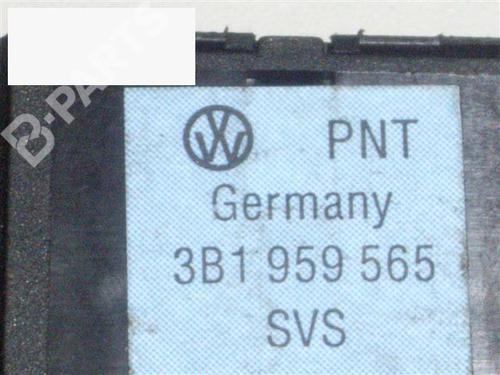 B-PARTS
PNT
Germany
3B1 959 565
SVS